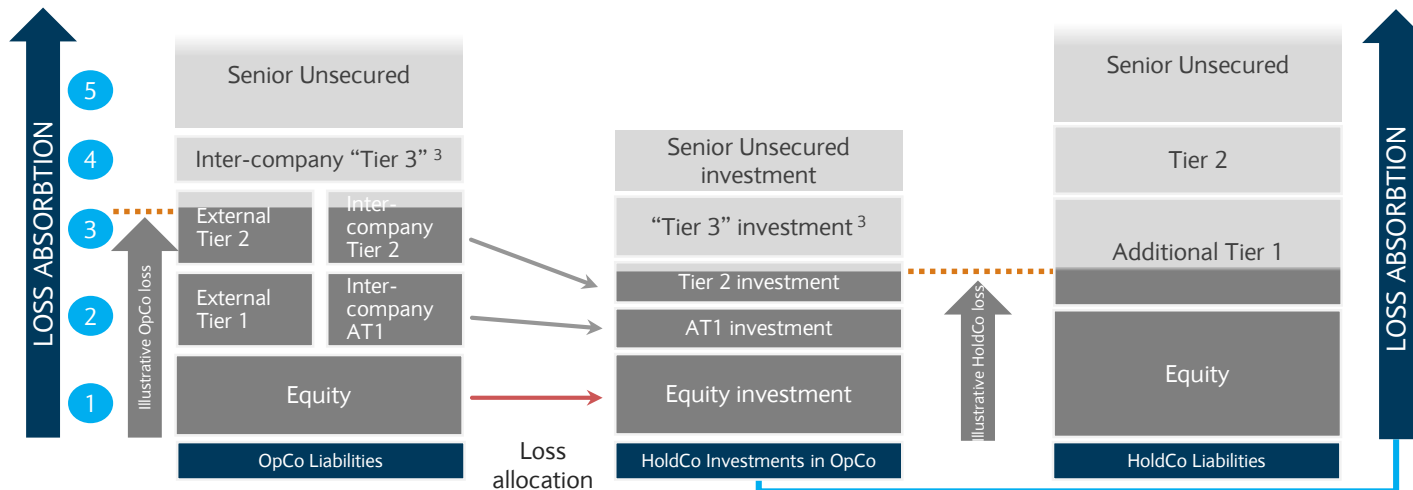 LOSS ABSORBTION
5
4
3
2
1
Illustrative OpCo loss
Senior Unsecured
Inter-company “Tier 3” 3
External
Tier 2
Inter-
company
Tier 2
External
Tier 1
Inter-
company
AT1
Equity
OpCo Liabilities
Loss
allocation
Senior Unsecured
investment
“Tier 3” investment 3
Tier 2 investment
AT1 investment
Equity investment
HoldCo Investments in OpCo
Illustrative HoldCo loss
Senior Unsecured
Tier 2
Additional Tier 1
Equity
HoldCo Liabilities
LOSS ABSORBTION